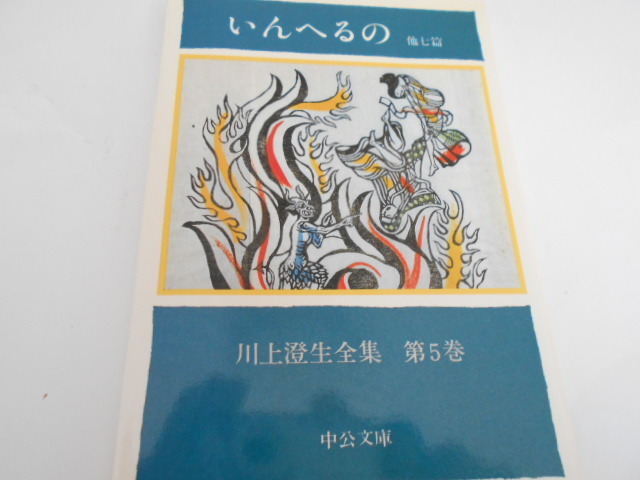 いんへるの 他七篇
川上澄生全集 第5巻
中公文庫